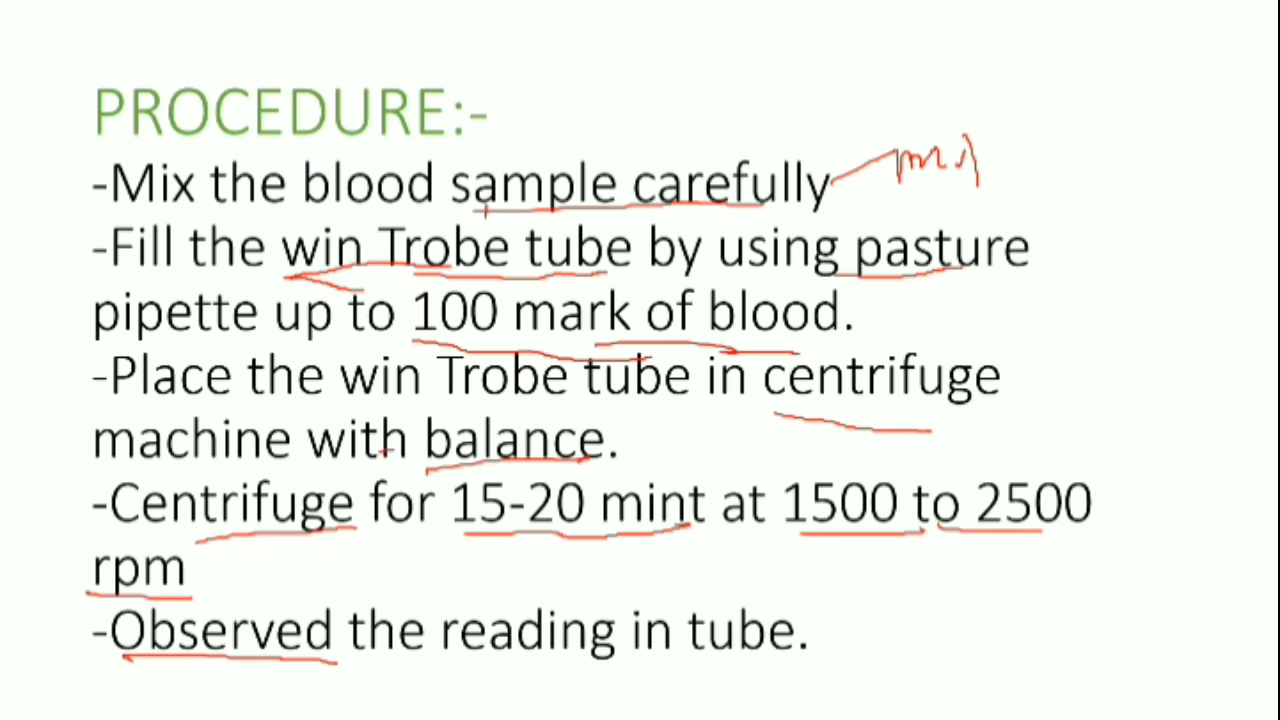 PROCEDURE:-
-Mix the blood sample carefully
-Fill the win Trobe tube by using pasture
pipette up to 100 mark of blood.
-Place the win Trobe tube in centrifuge
machine with balance.
-Centrifuge for 15-20 mint at 1500 to 2500
rpm
-Observed the reading in tube.